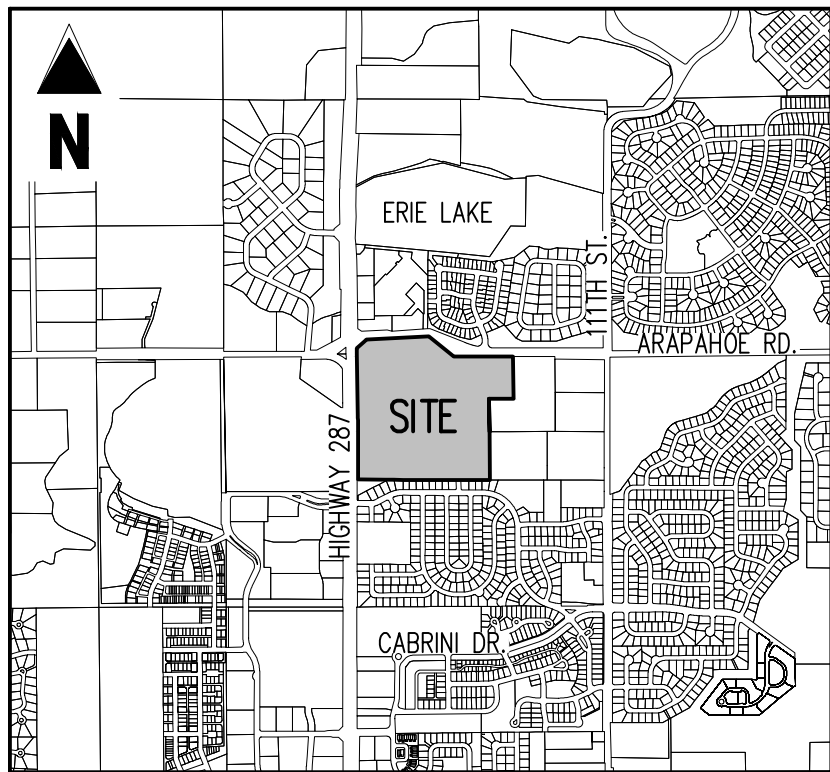 N
ERIE LAKE
111TH ST.
ARAPAHOE RD.
SITE
HIGHWAY 287
CABRINI DR.